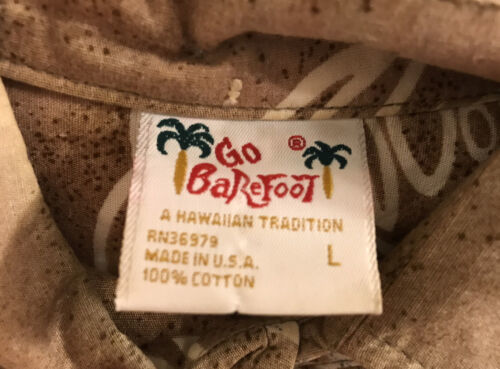 GO ®
BaReFOOT
A HAWAIIAN TRADITION
RN36979
MADE IN U.S.A. L
100% COTTON